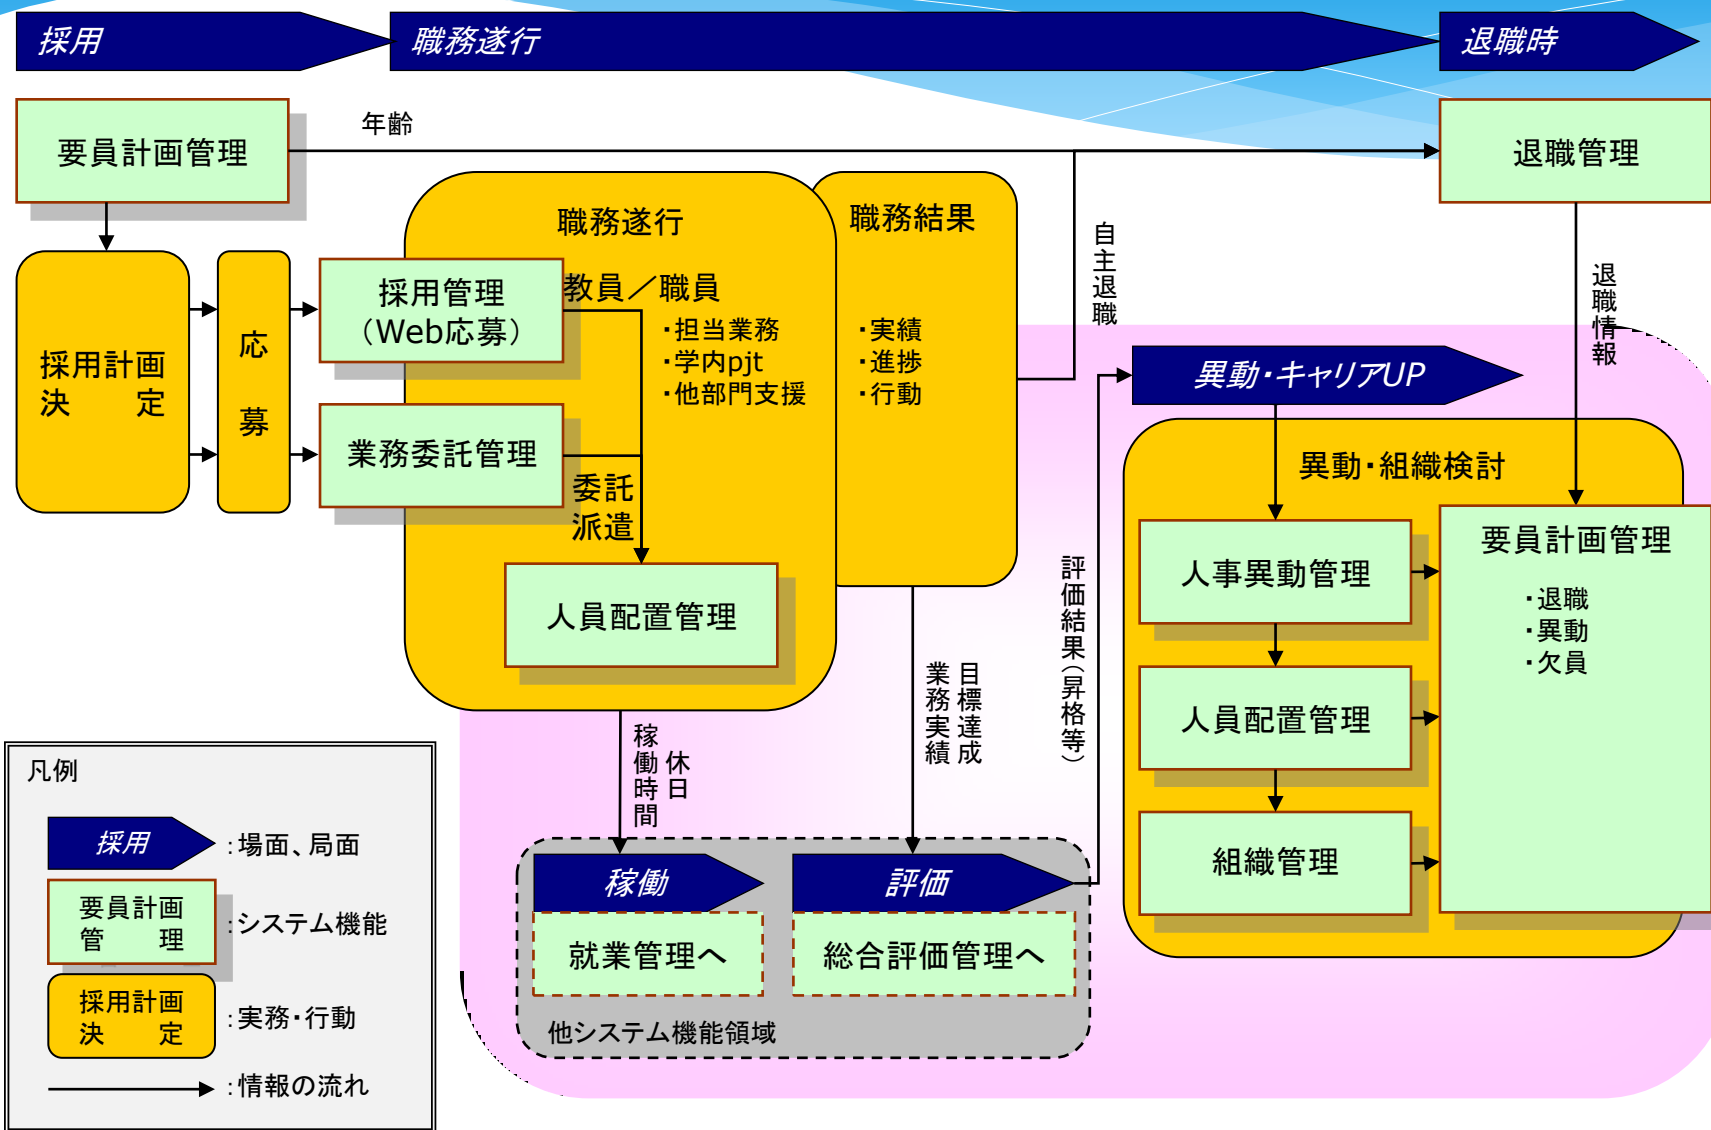 採用
職務遂行
退職時
要員計画管理
年齢
退職管理
職務遂行
職務結果
採用計画
決　　定
応
募
採用管理
（Web応募）
教員／職員
・担当業務
・学内pjt
・他部門支援
・実績
・進捗
・行動
自主退職
退職情報
業務委託管理
委託
派遣
人員配置管理
異動・キャリアUP
異動・組織検討
人事異動管理
人員配置管理
組織管理
要員計画管理
・退職
・異動
・欠員
休日
稼働時間
目標達成
業務実績
評価結果（昇格等）
稼働
評価
就業管理へ
総合評価管理へ
他システム機能領域
凡例
採用
：場面、局面
要員計画
管　　理
：システム機能
採用計画
決　　定
：実務・行動
：情報の流れ